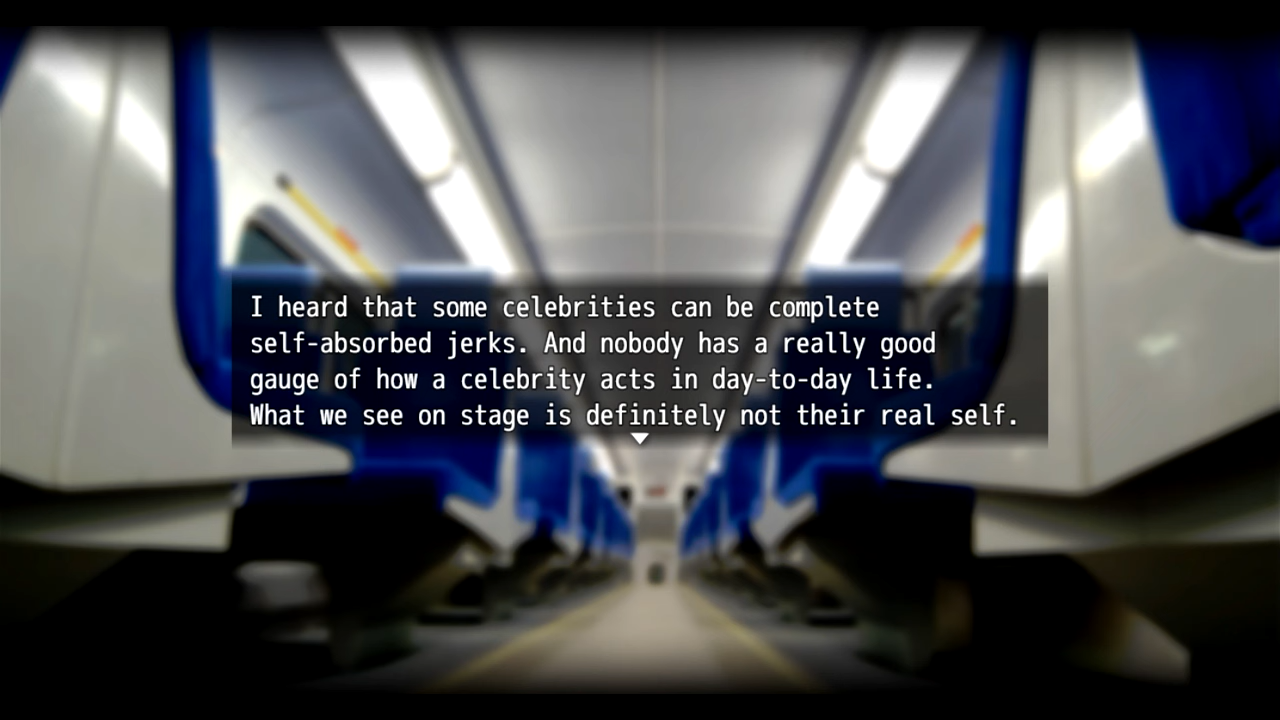 I heard that some celebrities can be complete
self-absorbed jerks. And nobody has a really good
gauge of how a celebrity acts in day-to-day life.
What we see on stage is definitely not their real self.